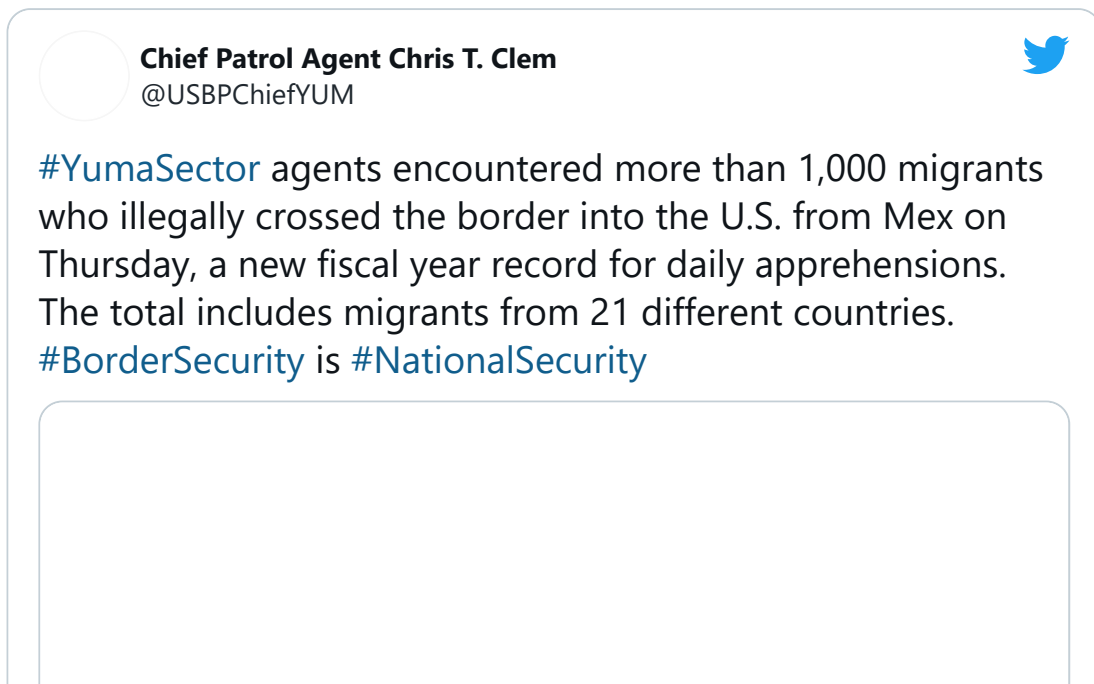 Chief Patrol Agent Chris T. Clem
@USBPChiefYUM
#YumaSector agents encountered more than 1,000 migrants
who illegally crossed the border into the U.S. from Mex on
Thursday, a new fiscal year record for daily apprehensions.
The total includes migrants from 21 different countries.
#BorderSecurity is #NationalSecurity